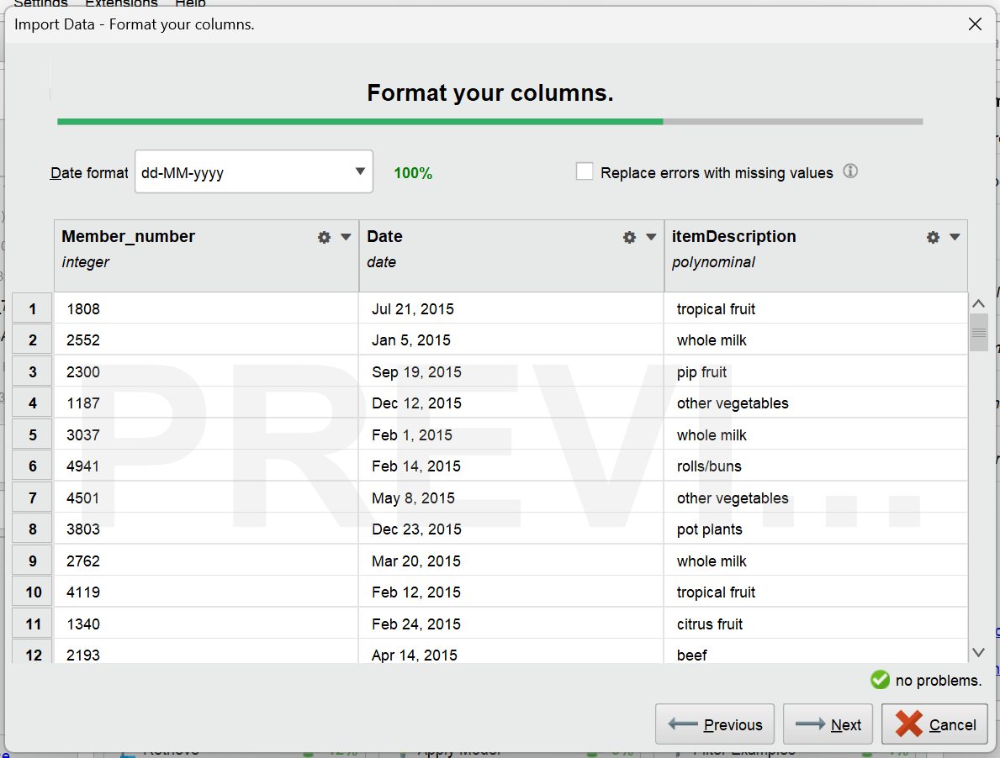 Settings Extensions Help
Import Data - Format your columns.
Format your columns.
Date format dd-MM-yyyy 100% Replace errors with missing values
Member_number Date itemDescription
integer date polynominal
1 1808 Jul 21, 2015 tropical fruit
2 2552 Jan 5, 2015 whole milk
3 2300 Sep 19, 2015 pip fruit
4 1187 Dec 12, 2015 other vegetables
5 3037 Feb 1, 2015 whole milk
6 4941 Feb 14, 2015 rolls/buns
7 4501 May 8, 2015 other vegetables
8 3803 Dec 23, 2015 pot plants
9 2762 Mar 20, 2015 whole milk
10 4119 Feb 12, 2015 tropical fruit
11 1340 Feb 24, 2015 citrus fruit
12 2193 Apr 14, 2015 beef
PREVI...
no problems.
Previous Next Cancel
Retrieve Apply Model Filter Examples